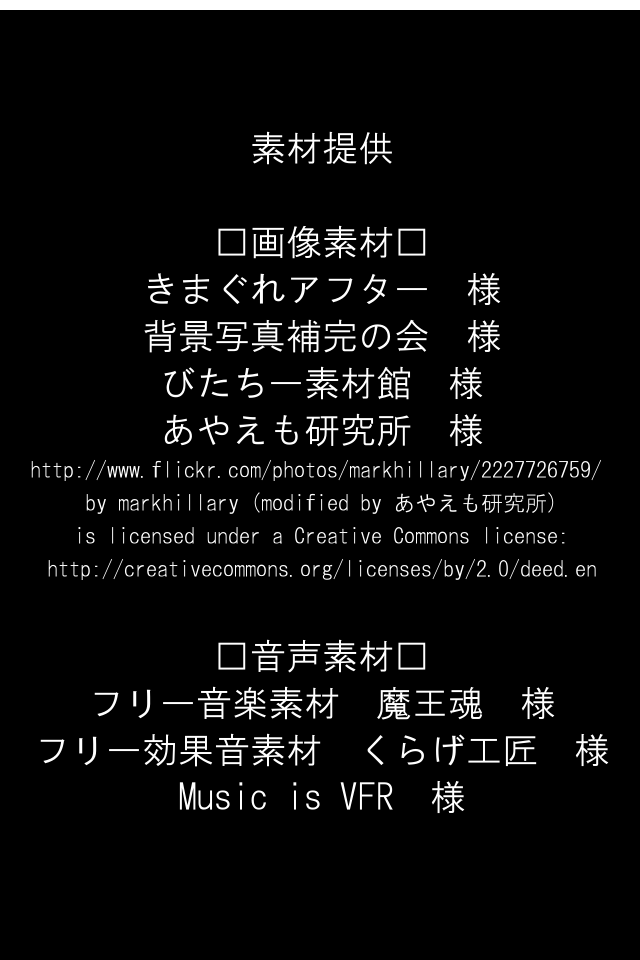 素材提供
□画像素材□
きまぐれアフター　様
背景写真補完の会　様
びたちー素材館　様
あやえも研究所　様
http://www.flickr.com/photos/markhillary/2227726759/
by markhillary (modified by あやえも研究所)
is licensed under a Creative Commons license:
http://creativecommons.org/licenses/by/2.0/deed.en
□音声素材□
フリー音楽素材　魔王魂　様
フリー効果音素材　くらげ工匠　様
Music is VFR　様